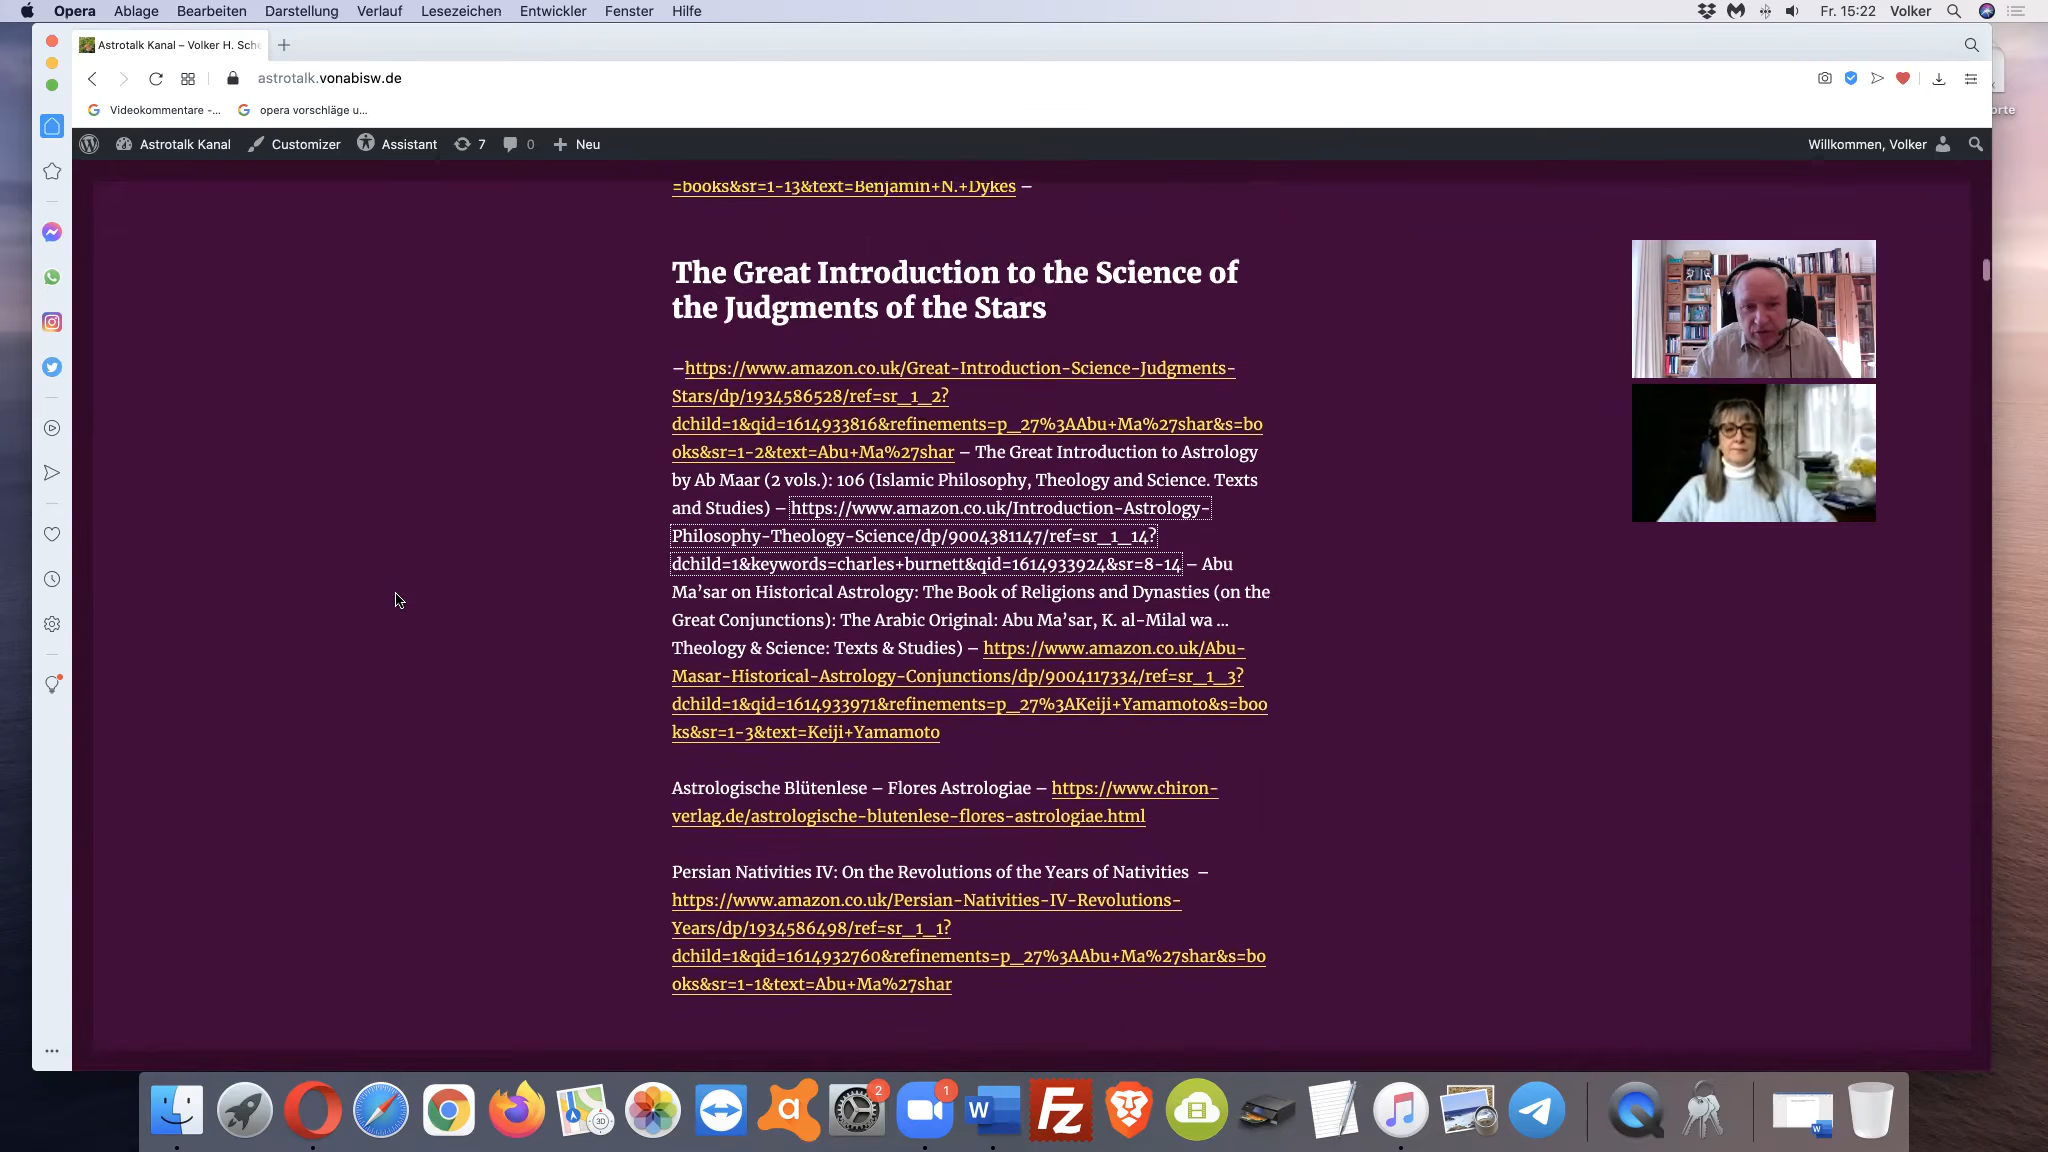 Opera Ablage Bearbeiten Darstellung Verlauf Lesezeichen Entwickler Fenster Hilfe
Fr. 15:22 Volker
Astrotalk Kanal – Volker H. Sche
astrotalk.vonabisw.de
Videokommentare -... opera vorschläge u...
orte
Astrotalk Kanal Customizer Assistant 7 0 Neu
Willkommen, Volker
=books&sr=1-13&text=Benjamin+N.+Dykes –
The Great Introduction to the Science of
the Judgments of the Stars
–https://www.amazon.co.uk/Great-Introduction-Science-Judgments-
Stars/dp/1934586528/ref=sr_1_2?
dchild=1&qid=1614933816&refinements=p_27%3AAbu+Ma%27shar&s=bo
oks&sr=1-2&text=Abu+Ma%27shar – The Great Introduction to Astrology
by Ab Maar (2 vols.): 106 (Islamic Philosophy, Theology and Science. Texts
and Studies) – https://www.amazon.co.uk/Introduction-Astrology-
Philosophy-Theology-Science/dp/9004381147/ref=sr_1_14?
dchild=1&keywords=charles+burnett&qid=1614933924&sr=8-14 – Abu
Ma’sar on Historical Astrology: The Book of Religions and Dynasties (on the
Great Conjunctions): The Arabic Original: Abu Ma’sar, K. al-Milal wa ...
Theology & Science: Texts & Studies) – https://www.amazon.co.uk/Abu-
Masar-Historical-Astrology-Conjunctions/dp/9004117334/ref=sr_1_3?
dchild=1&qid=1614933971&refinements=p_27%3AKeiji+Yamamoto&s=boo
ks&sr=1-3&text=Keiji+Yamamoto
Astrologische Blütenlese – Flores Astrologiae – https://www.chiron-
verlag.de/astrologische-blutenlese-flores-astrologiae.html
Persian Nativities IV: On the Revolutions of the Years of Nativities –
https://www.amazon.co.uk/Persian-Nativities-IV-Revolutions-
Years/dp/1934586498/ref=sr_1_1?
dchild=1&qid=1614932760&refinements=p_27%3AAbu+Ma%27shar&s=bo
oks&sr=1-1&text=Abu+Ma%27shar
3D
2
1
W
Fz
W